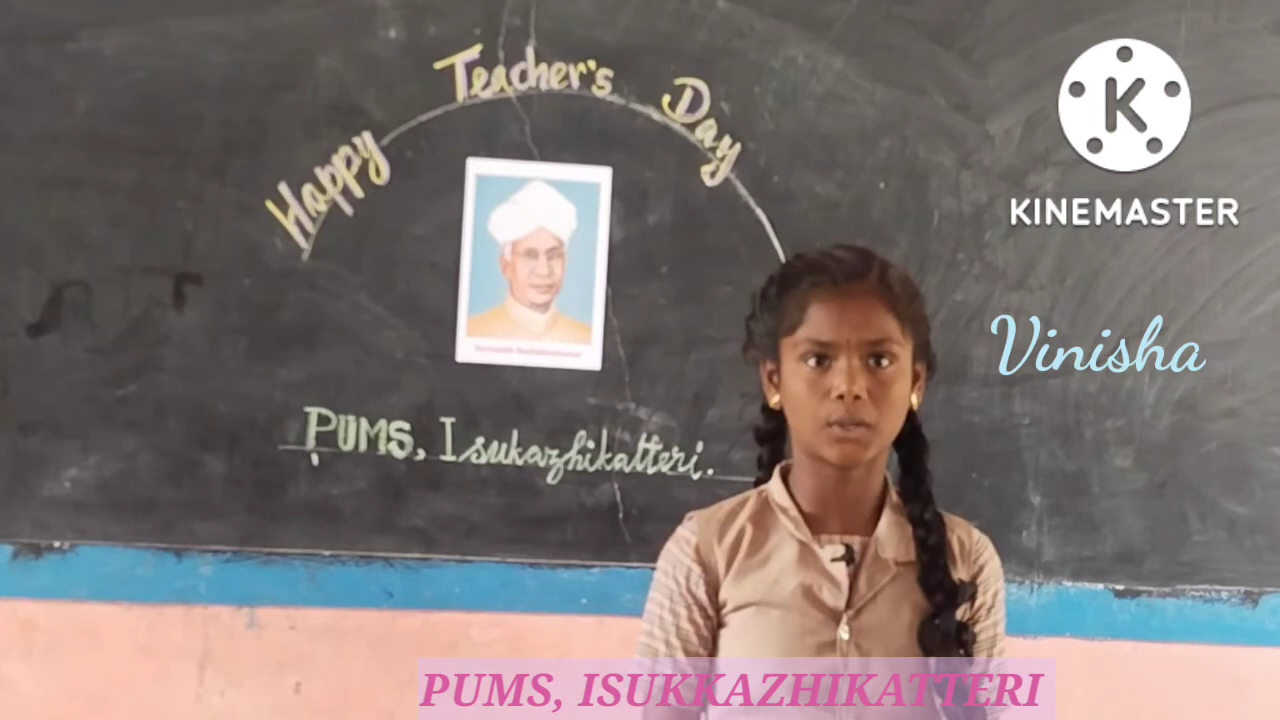 Happy Teacher's Day
K
KINEMASTER
Vinisha
PUMS, Isukazhikatteri.
PUMS, ISUKKAZHIKATTERI